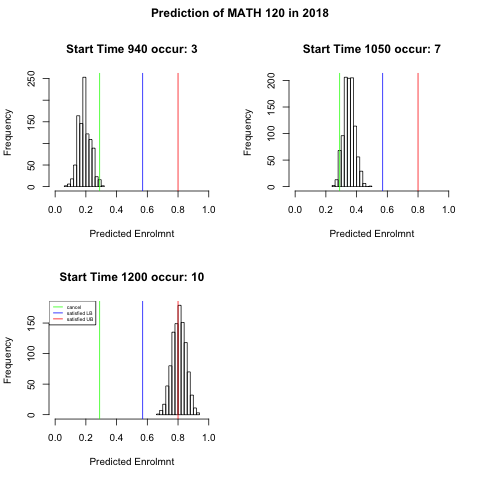 Prediction of MATH 120 in 2018
Start Time 940 occur: 3
Frequency
250
150
50
0
0.0 0.2 0.4 0.6 0.8 1.0
Predicted Enrolmnt
Start Time 1050 occur: 7
Frequency
200
150
100
50
0
0.0 0.2 0.4 0.6 0.8 1.0
Predicted Enrolmnt
Start Time 1200 occur: 10
cancel
satisfied LB
satisfied UB
Frequency
150
100
50
0
0.0 0.2 0.4 0.6 0.8 1.0
Predicted Enrolmnt